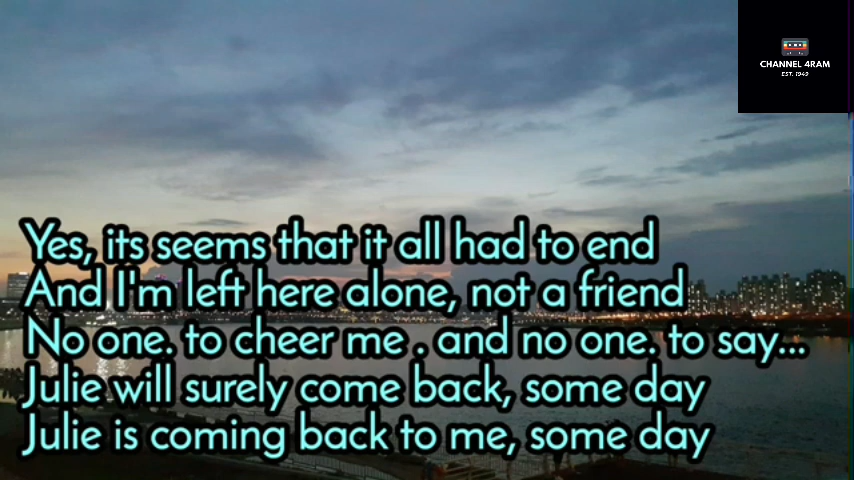 CHANNEL 4RAM
EST. 1949
Yes, its seems that it all had to end
And I'm left here alone, not a friend
No one. to cheer me . and no one. to say...
Julie will surely come back, some day
Julie is coming back to me, some day